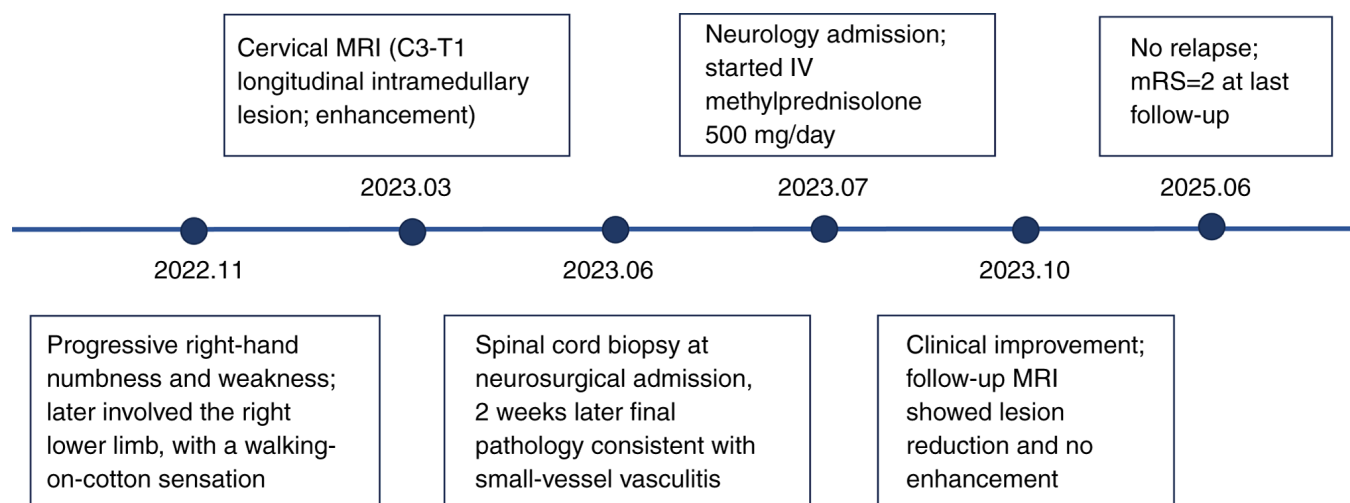 Cervical MRI (C3-T1
longitudinal intramedullary
lesion; enhancement)
Neurology admission;
started IV
methylprednisolone
500 mg/day
No relapse;
mRS=2 at last
follow-up
2023.03
2023.07
2025.06
2022.11
2023.06
2023.10
Progressive right-hand
numbness and weakness;
later involved the right
lower limb, with a walking-
on-cotton sensation
Spinal cord biopsy at
neurosurgical admission,
2 weeks later final
pathology consistent with
small-vessel vasculitis
Clinical improvement;
follow-up MRI
showed lesion
reduction and no
enhancement